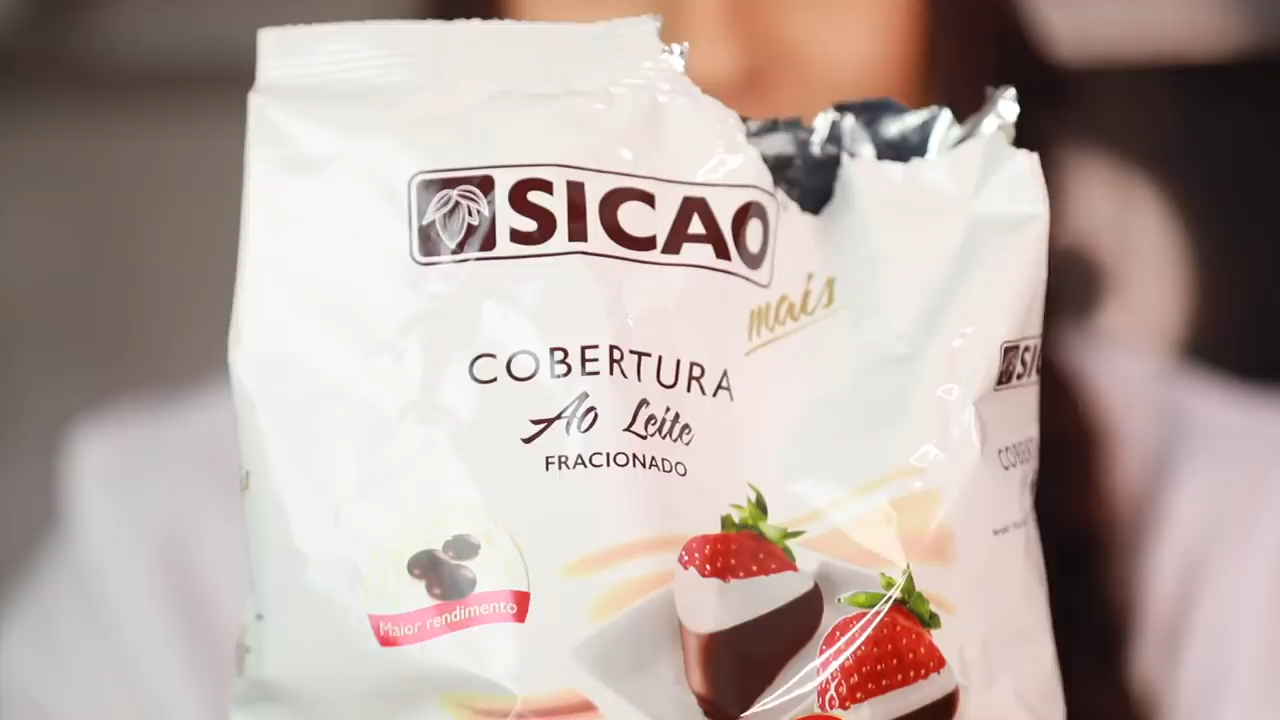 SICAO
mais
COBERTURA
Ao Leite
FRACIONADO
Maior rendimento